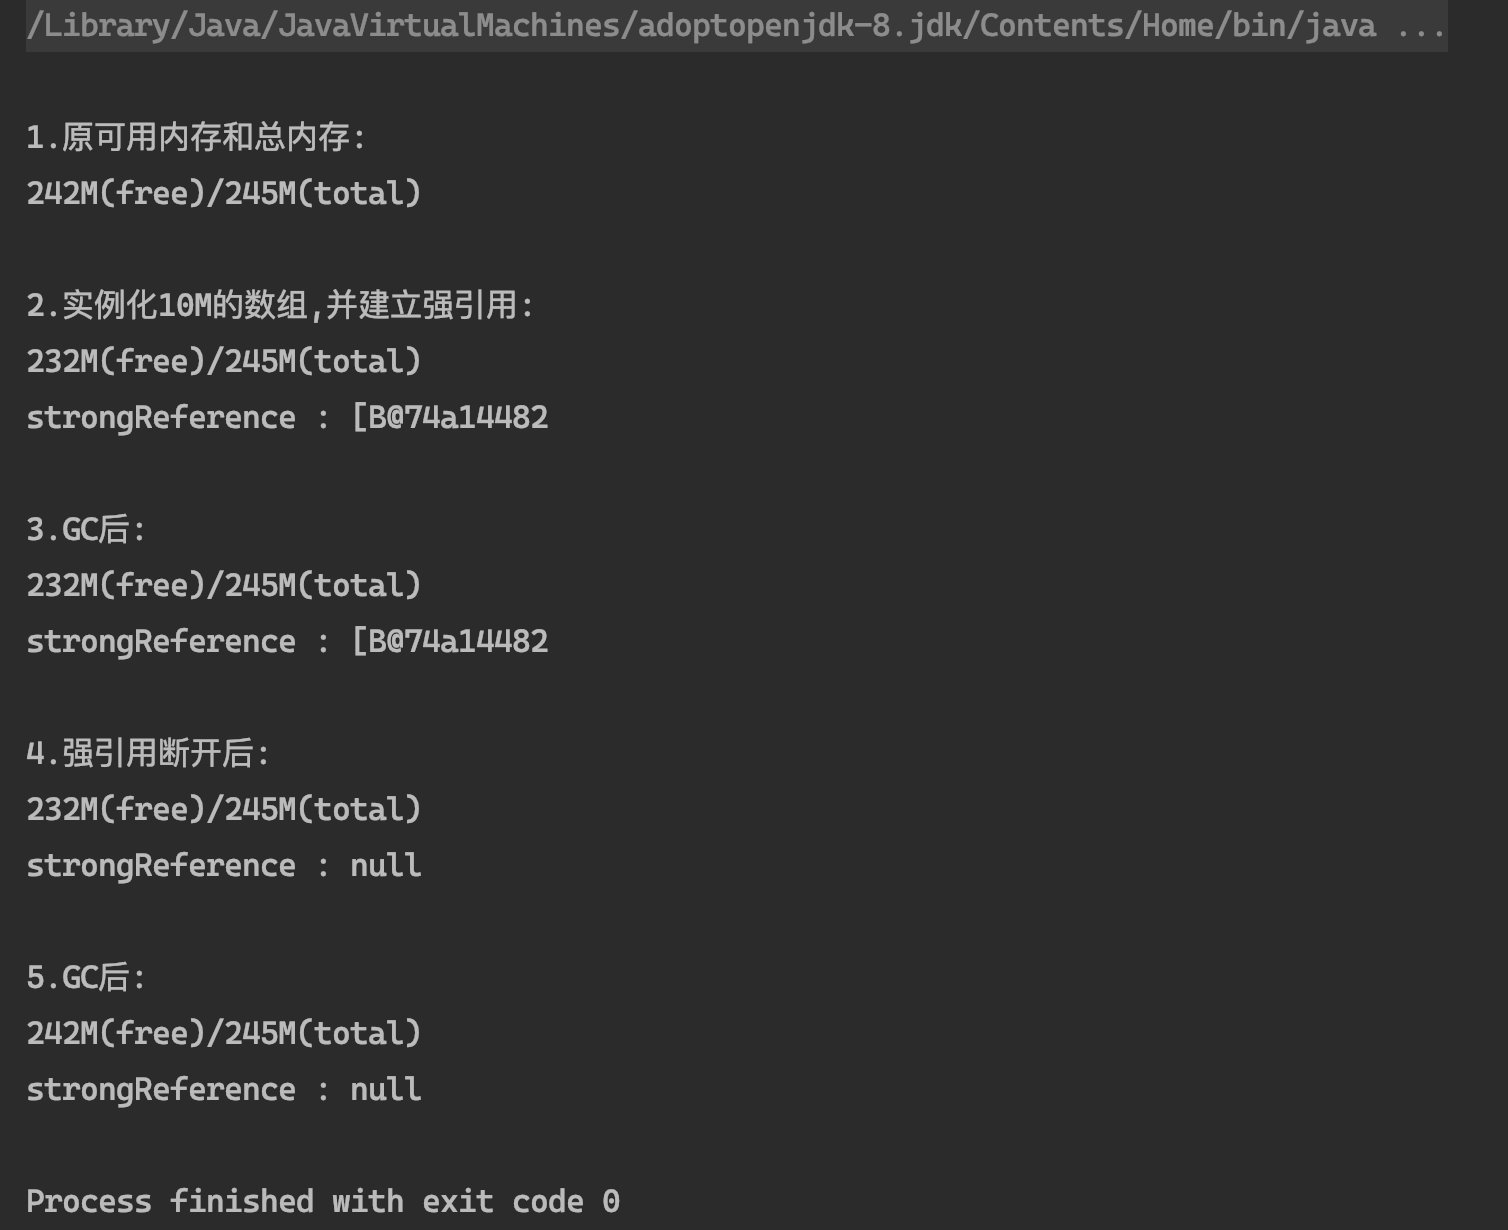 /Library/Java/JavaVirtualMachines/adoptopenjdk-8.jdk/Contents/Home/bin/java ...
1.原可用内存和总内存:
242M(free)/245M(total)
2.实例化10M的数组,并建立强引用:
232M(free)/245M(total)
strongReference : [B@74a14482
3.GC后:
232M(free)/245M(total)
strongReference : [B@74a14482
4.强引用断开后:
232M(free)/245M(total)
strongReference : null
5.GC后:
242M(free)/245M(total)
strongReference : null
Process finished with exit code 0